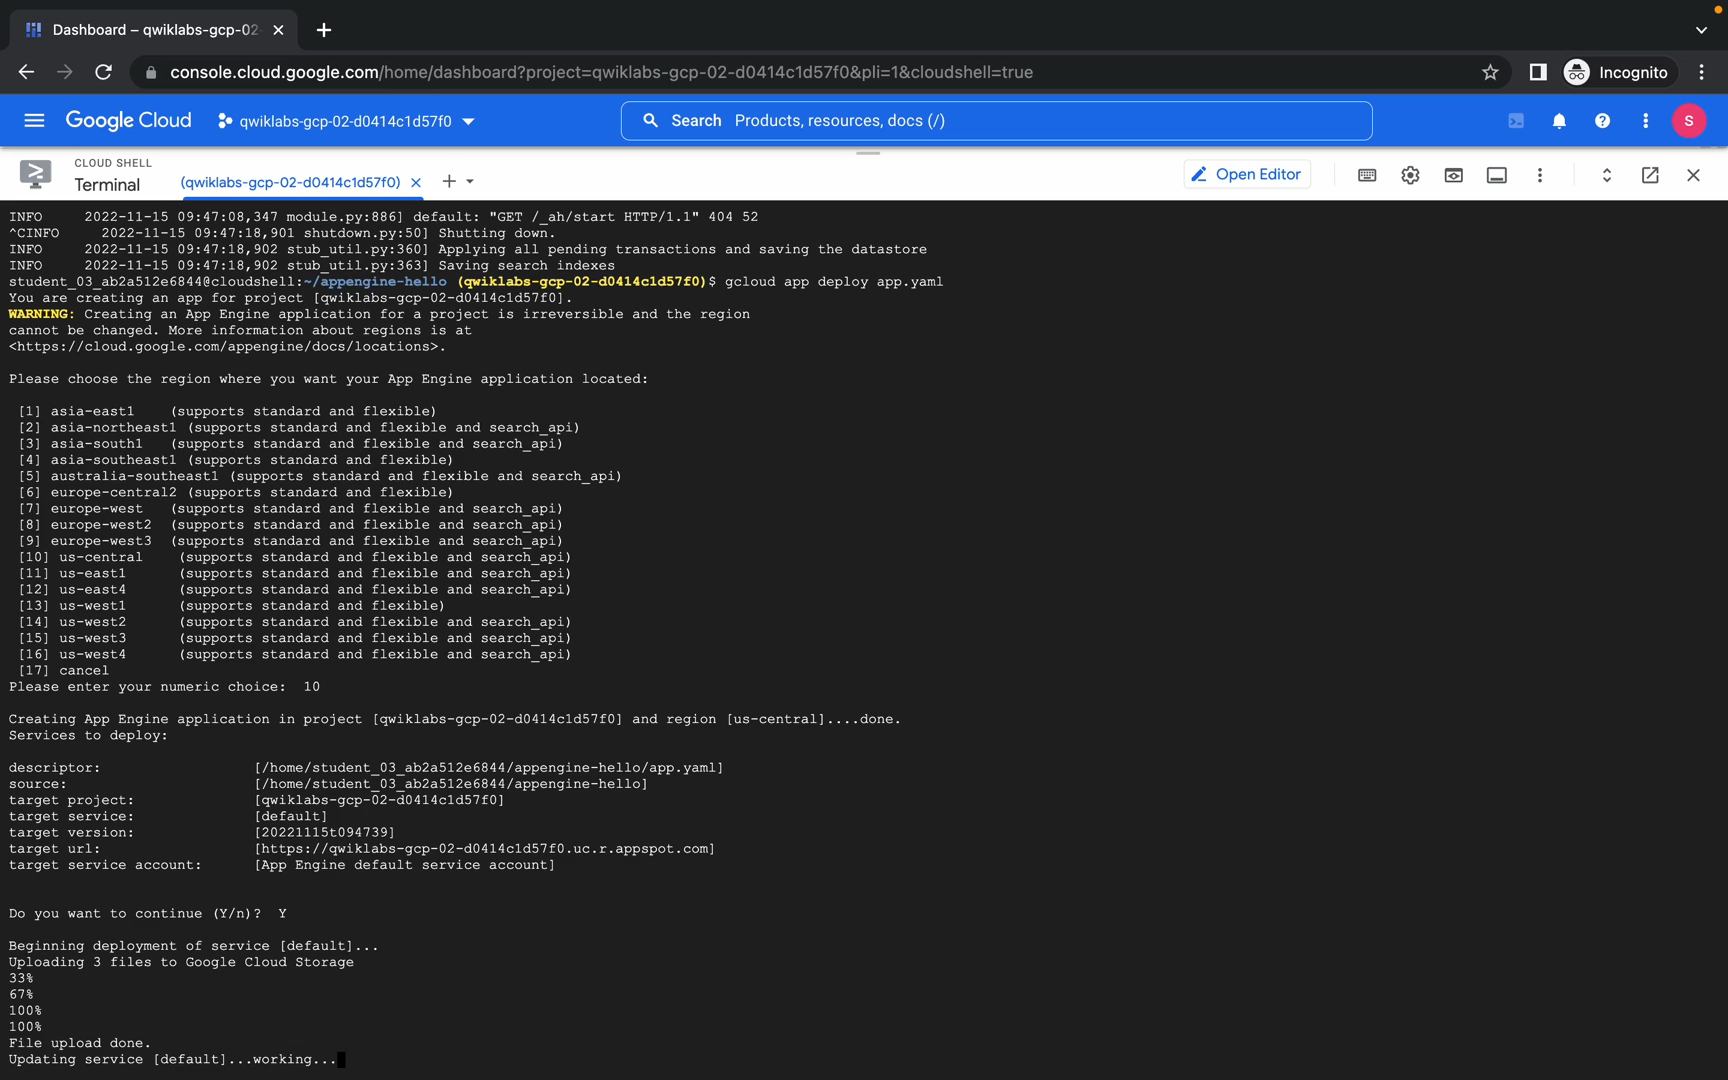 Dashboard – qwiklabs-gcp-02-
console.cloud.google.com/home/dashboard?project=qwiklabs-gcp-02-d0414c1d57f0&pli=1&cloudshell=true
Incognito
Google Cloud
qwiklabs-gcp-02-d0414c1d57f0
Search Products, resources, docs (/)
S
CLOUD SHELL
Terminal
(qwiklabs-gcp-02-d0414c1d57f0)
Open Editor
INFO     2022-11-15 09:47:08,347 module.py:886] default: "GET /_ah/start HTTP/1.1" 404 52
^CINFO     2022-11-15 09:47:18,901 shutdown.py:50] Shutting down.
INFO     2022-11-15 09:47:18,902 stub_util.py:360] Applying all pending transactions and saving the datastore
INFO     2022-11-15 09:47:18,902 stub_util.py:363] Saving search indexes
student_03_ab2a512e6844@cloudshell:~/appengine-hello (qwiklabs-gcp-02-d0414c1d57f0)$ gcloud app deploy app.yaml
You are creating an app for project [qwiklabs-gcp-02-d0414c1d57f0].
WARNING: Creating an App Engine application for a project is irreversible and the region
cannot be changed. More information about regions is at
<https://cloud.google.com/appengine/docs/locations>.
Please choose the region where you want your App Engine application located:
[1] asia-east1    (supports standard and flexible)
[2] asia-northeast1 (supports standard and flexible and search_api)
[3] asia-south1   (supports standard and flexible and search_api)
[4] asia-southeast1 (supports standard and flexible)
[5] australia-southeast1 (supports standard and flexible and search_api)
[6] europe-central2 (supports standard and flexible)
[7] europe-west   (supports standard and flexible and search_api)
[8] europe-west2  (supports standard and flexible and search_api)
[9] europe-west3  (supports standard and flexible and search_api)
[10] us-central    (supports standard and flexible and search_api)
[11] us-east1      (supports standard and flexible and search_api)
[12] us-east4      (supports standard and flexible and search_api)
[13] us-west1      (supports standard and flexible)
[14] us-west2      (supports standard and flexible and search_api)
[15] us-west3      (supports standard and flexible and search_api)
[16] us-west4      (supports standard and flexible and search_api)
[17] cancel
Please enter your numeric choice:  10
Creating App Engine application in project [qwiklabs-gcp-02-d0414c1d57f0] and region [us-central]....done.
Services to deploy:
descriptor:                  [/home/student_03_ab2a512e6844/appengine-hello/app.yaml]
source:                      [/home/student_03_ab2a512e6844/appengine-hello]
target project:              [qwiklabs-gcp-02-d0414c1d57f0]
target service:              [default]
target version:              [20221115t094739]
target url:                  [https://qwiklabs-gcp-02-d0414c1d57f0.uc.r.appspot.com]
target service account:      [App Engine default service account]
Do you want to continue (Y/n)?  Y
Beginning deployment of service [default]...
Uploading 3 files to Google Cloud Storage
33%
67%
100%
100%
File upload done.
Updating service [default]...working...